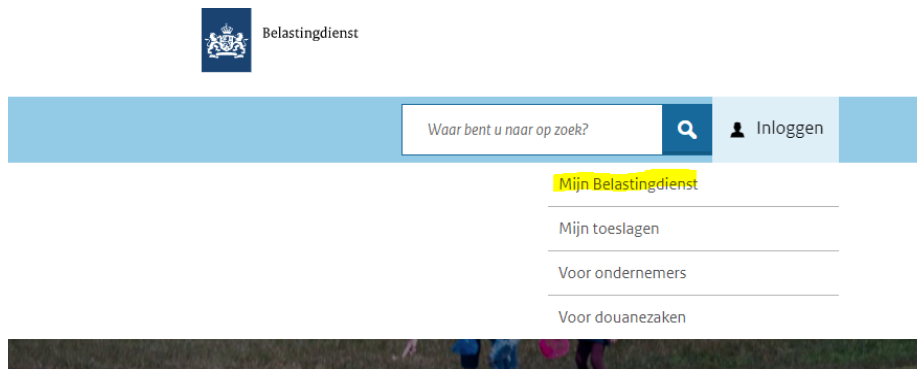 Belastingdienst
Waar bent u naar op zoek?
Inloggen
Mijn Belastingdienst
Mijn toeslagen
Voor ondernemers
Voor douanezaken